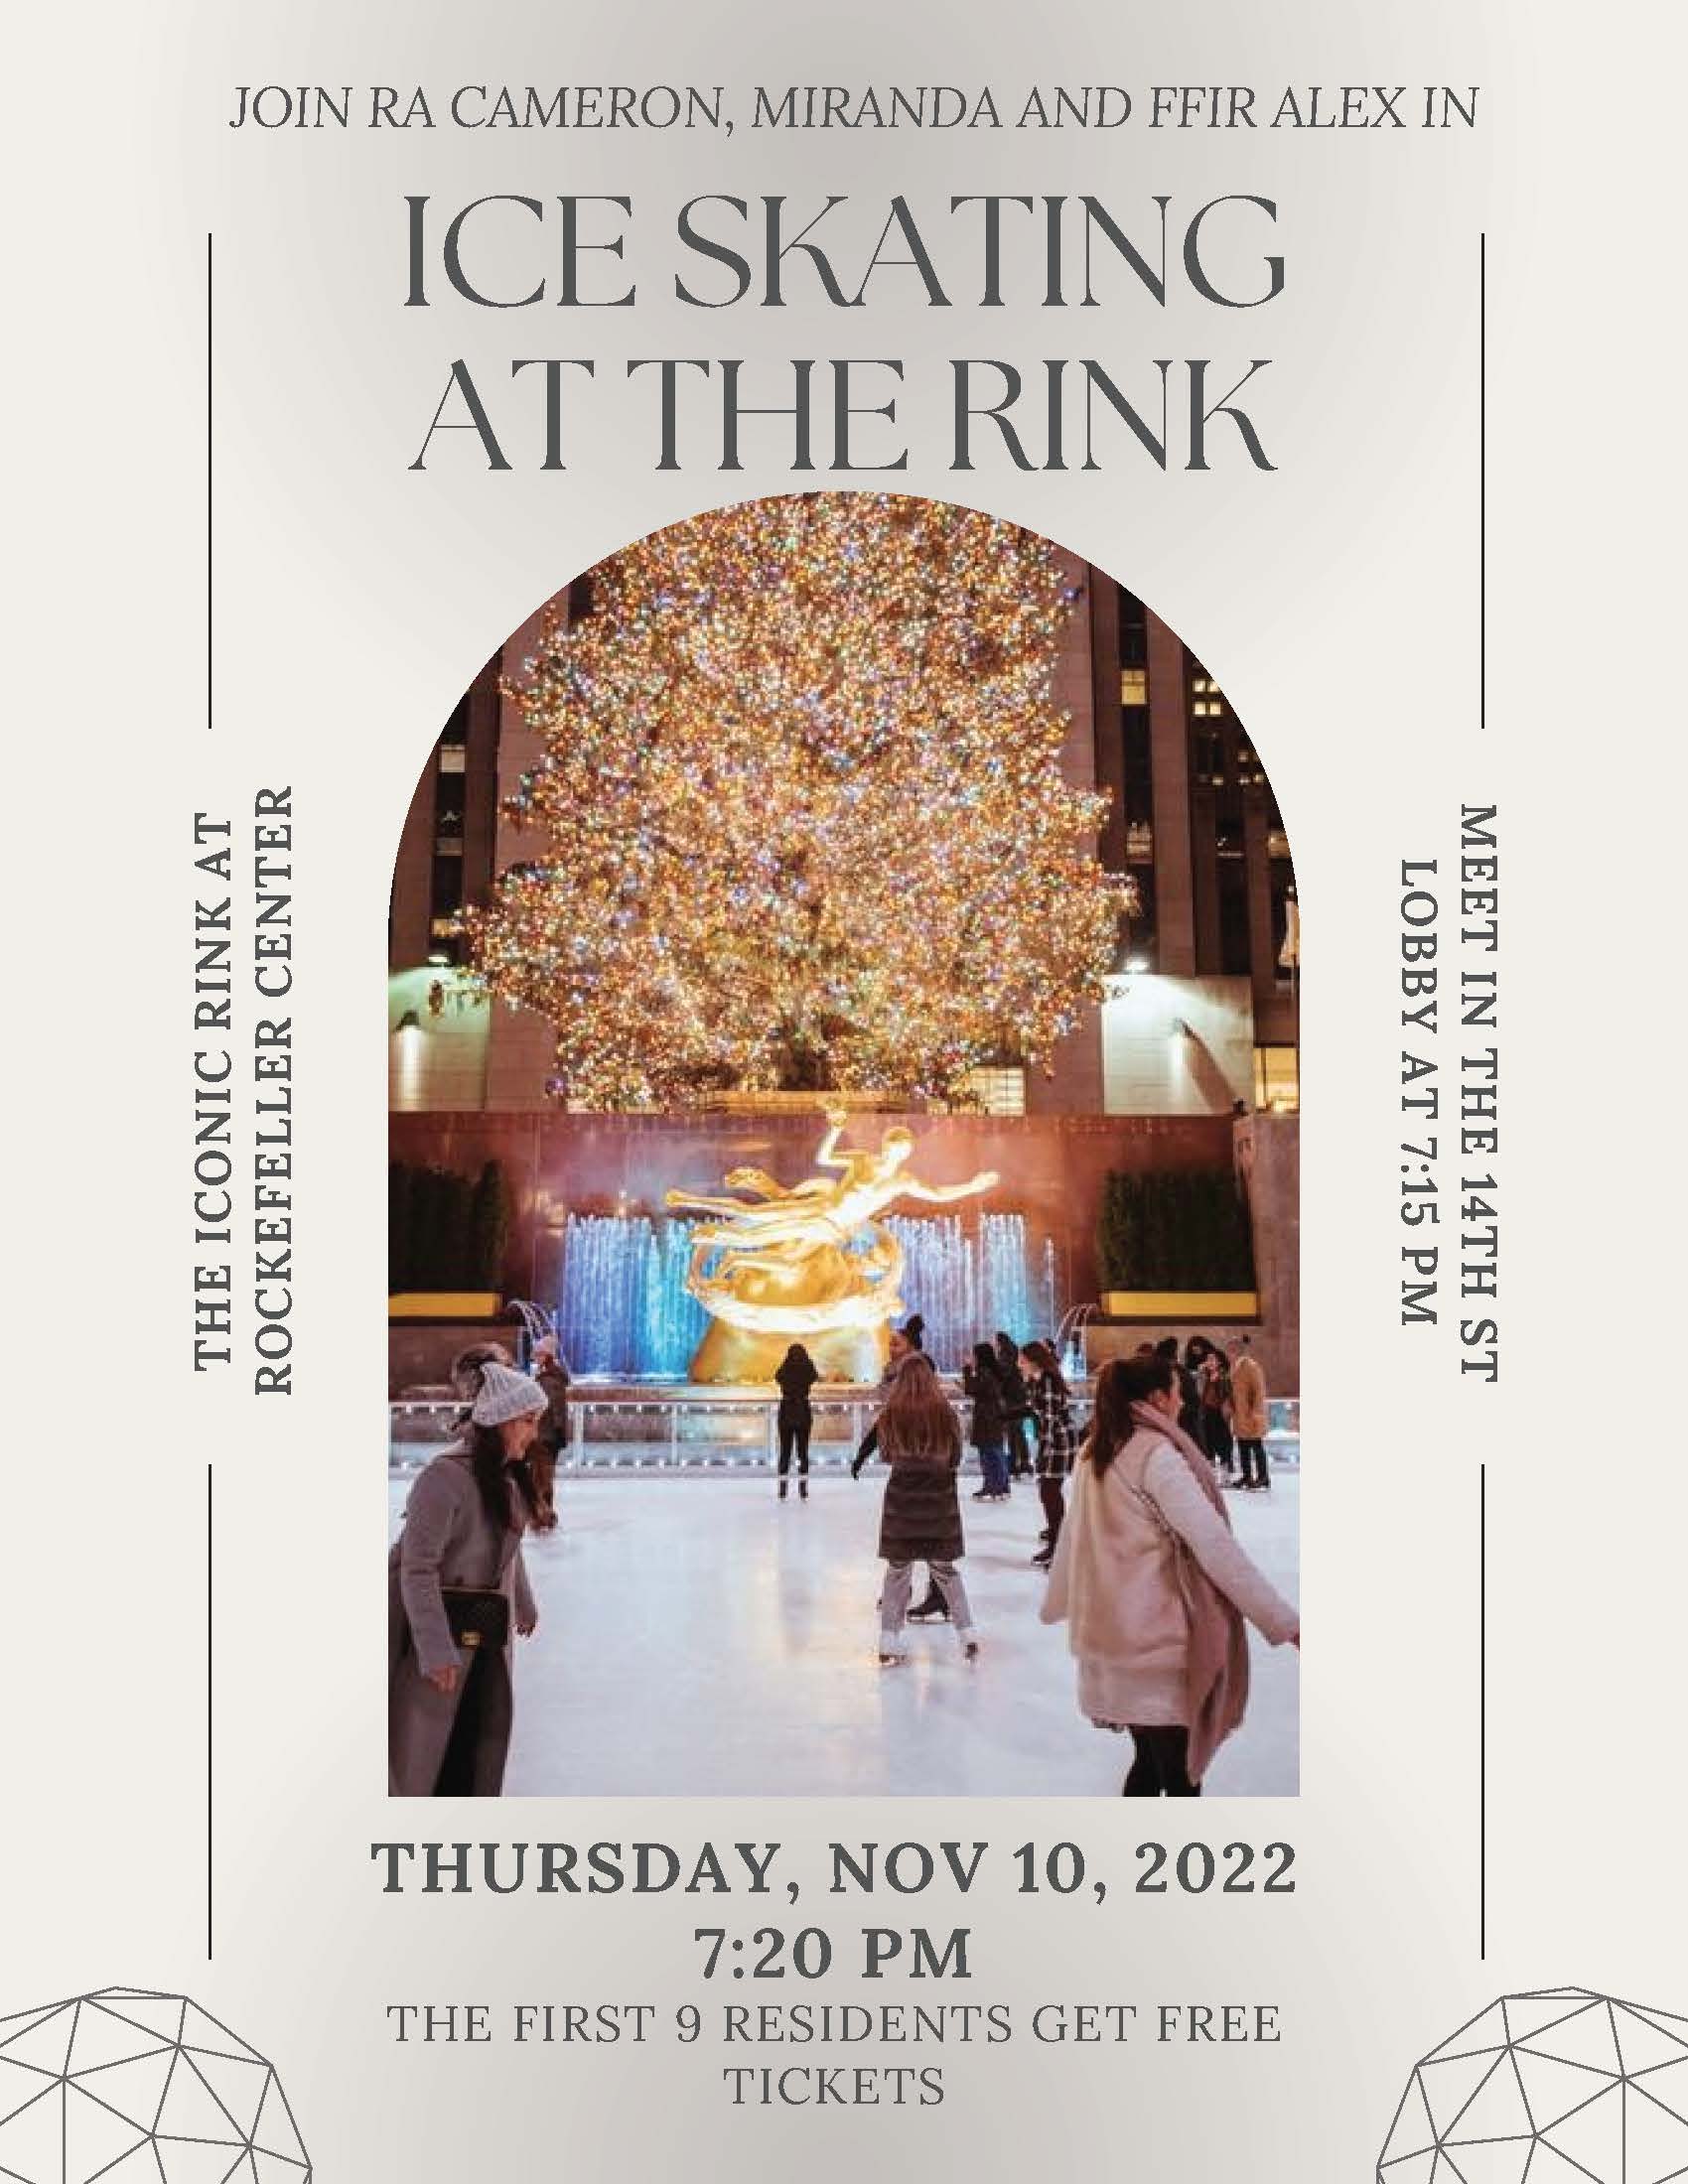 JOIN RA CAMERON, MIRANDA AND FFIR ALEX IN
ICE SKATING
AT THE RINK
THE ICONIC RINK AT
ROCKEFELLER CENTER
MEET IN THE 14TH ST
LOBBY AT 7:15 PM
THURSDAY, NOV 10, 2022
7:20 PM
THE FIRST 9 RESIDENTS GET FREE
TICKETS